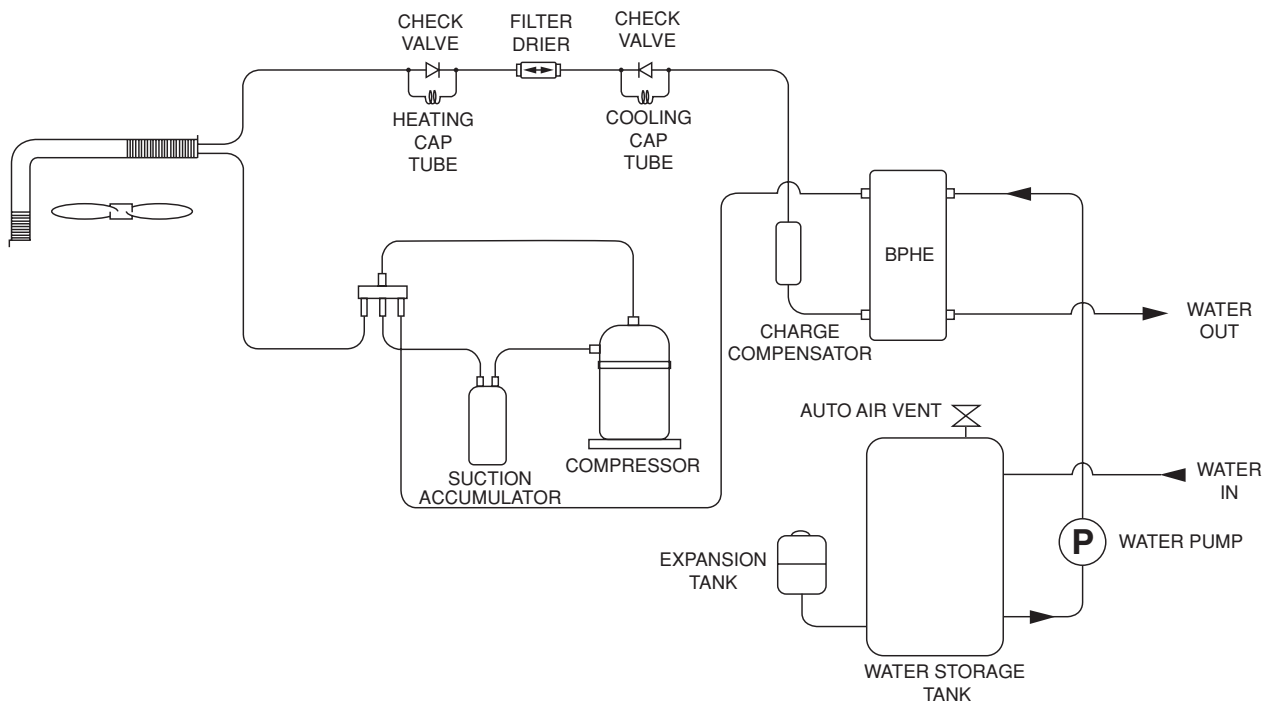 CHECK
VALVE
FILTER
DRIER
CHECK
VALVE
HEATING
CAP
TUBE
COOLING
CAP
TUBE
BPHE
CHARGE
COMPENSATOR
WATER
OUT
AUTO AIR VENT
COMPRESSOR
SUCTION
ACCUMULATOR
WATER
IN
P
WATER PUMP
EXPANSION
TANK
WATER STORAGE
TANK